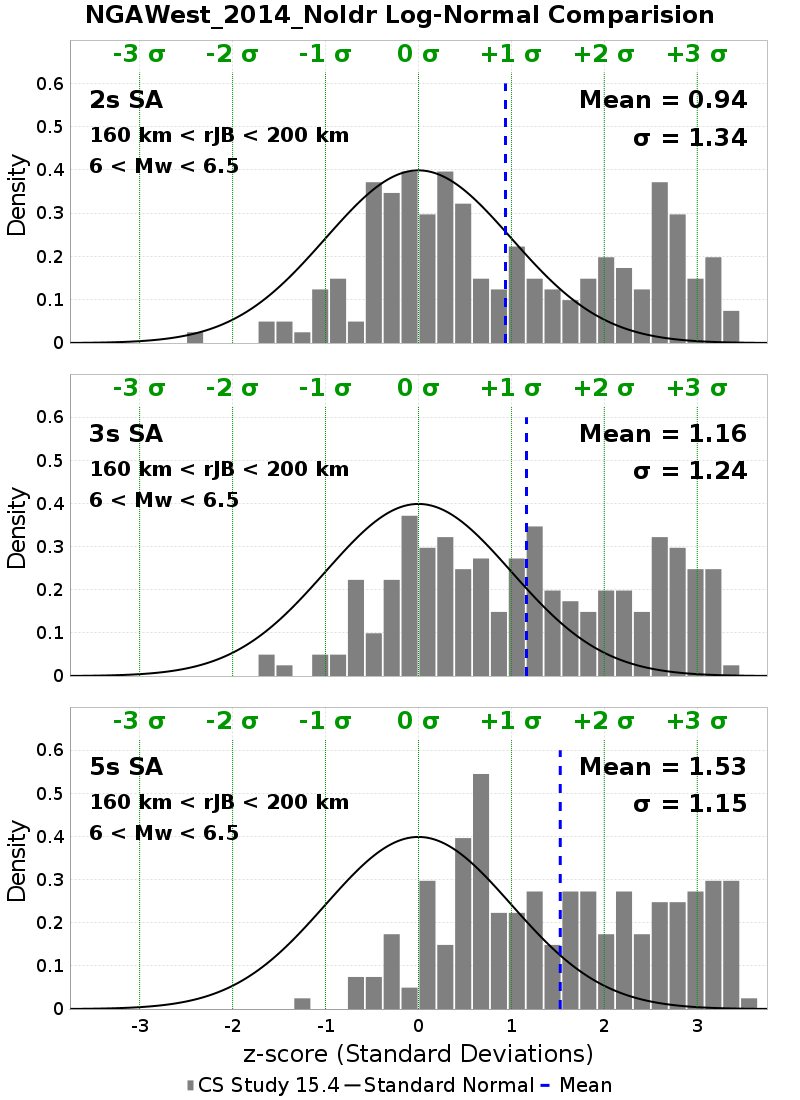 NGAWest_2014_NoIdr Log-Normal Comparision
-3 σ -2 σ -1 σ 0 σ +1 σ +2 σ +3 σ
0.6
2s SA Mean = 0.94
0.5
160 km < rJB < 200 km σ = 1.34
0.4
6 < Mw < 6.5
0.3
0.2
0.1
0
Density
-3 σ -2 σ -1 σ 0 σ +1 σ +2 σ +3 σ
0.6
3s SA Mean = 1.16
0.5
160 km < rJB < 200 km σ = 1.24
0.4
6 < Mw < 6.5
0.3
0.2
0.1
0
Density
-3 σ -2 σ -1 σ 0 σ +1 σ +2 σ +3 σ
0.6
5s SA Mean = 1.53
0.5
160 km < rJB < 200 km σ = 1.15
0.4
6 < Mw < 6.5
0.3
0.2
0.1
0
Density
-3 -2 -1 0 1 2 3
z-score (Standard Deviations)
CS Study 15.4 Standard Normal Mean